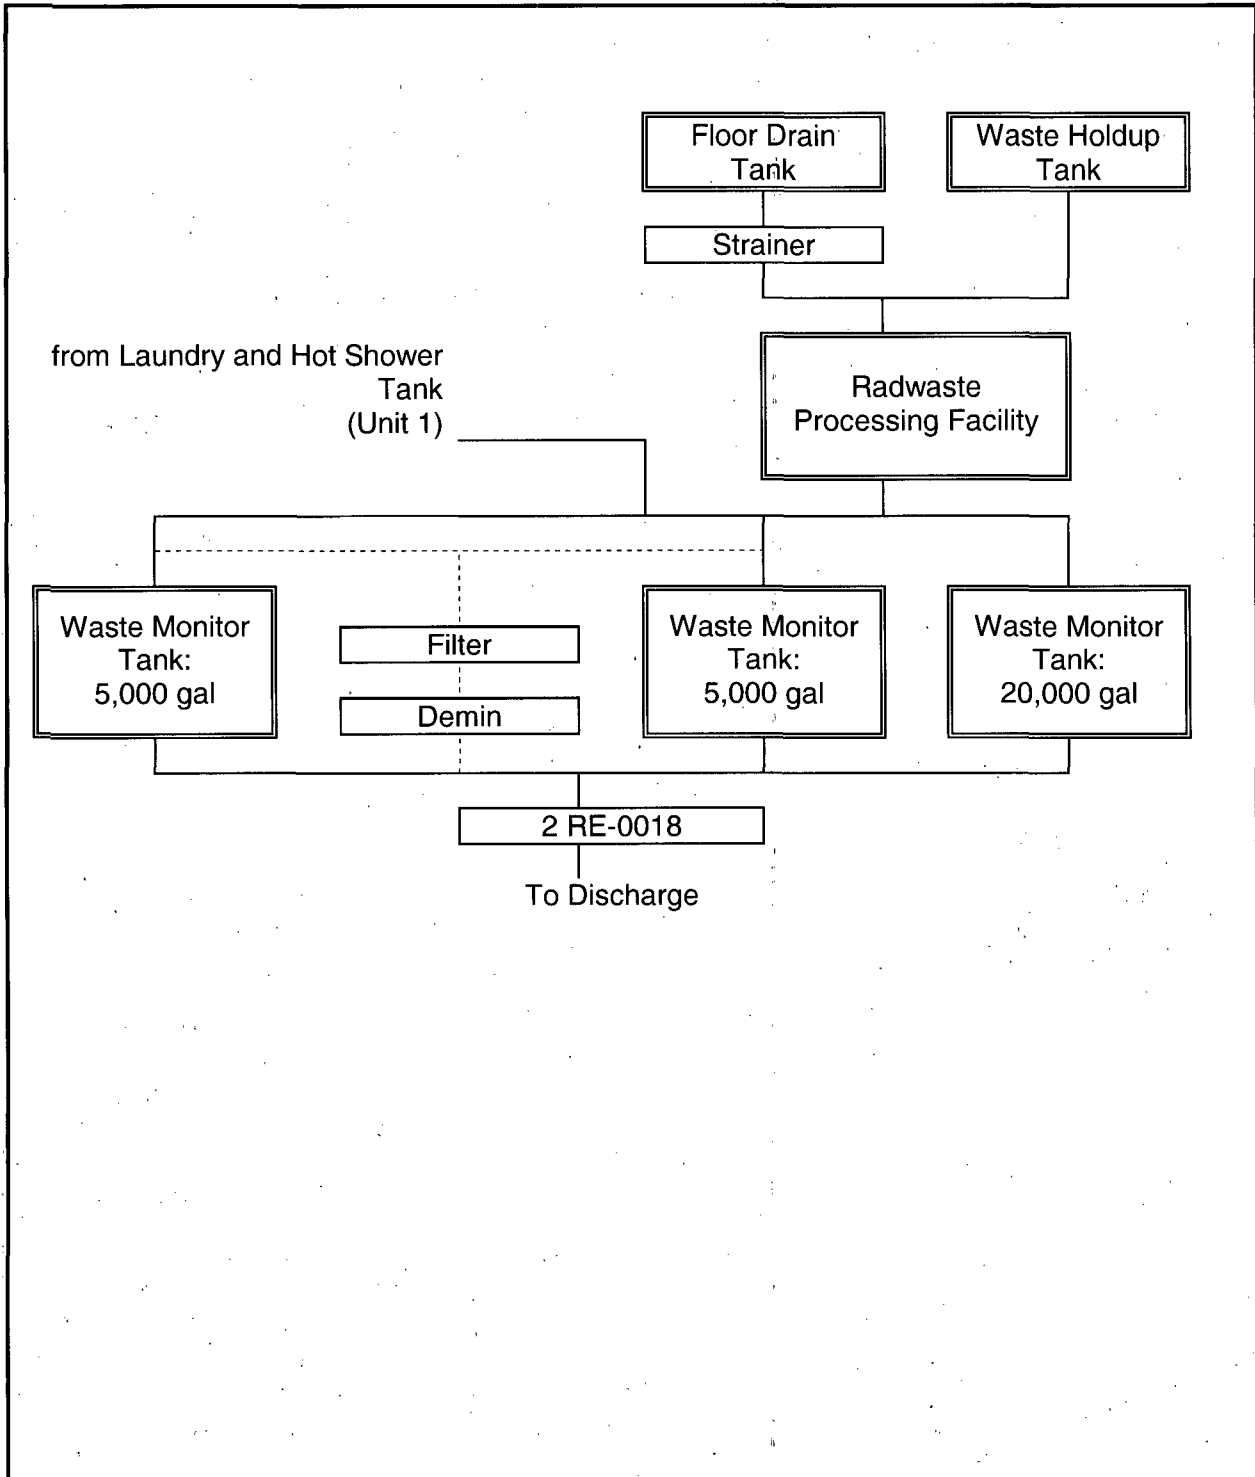 Floor Drain
Tank
Waste Holdup
Tank
Strainer
from Laundry and Hot Shower
Tank
(Unit 1)
Radwaste
Processing Facility
Waste Monitor
Tank:
5,000 gal
Filter
Demin
Waste Monitor
Tank:
5,000 gal
Waste Monitor
Tank:
20,000 gal
2 RE-0018
To Discharge